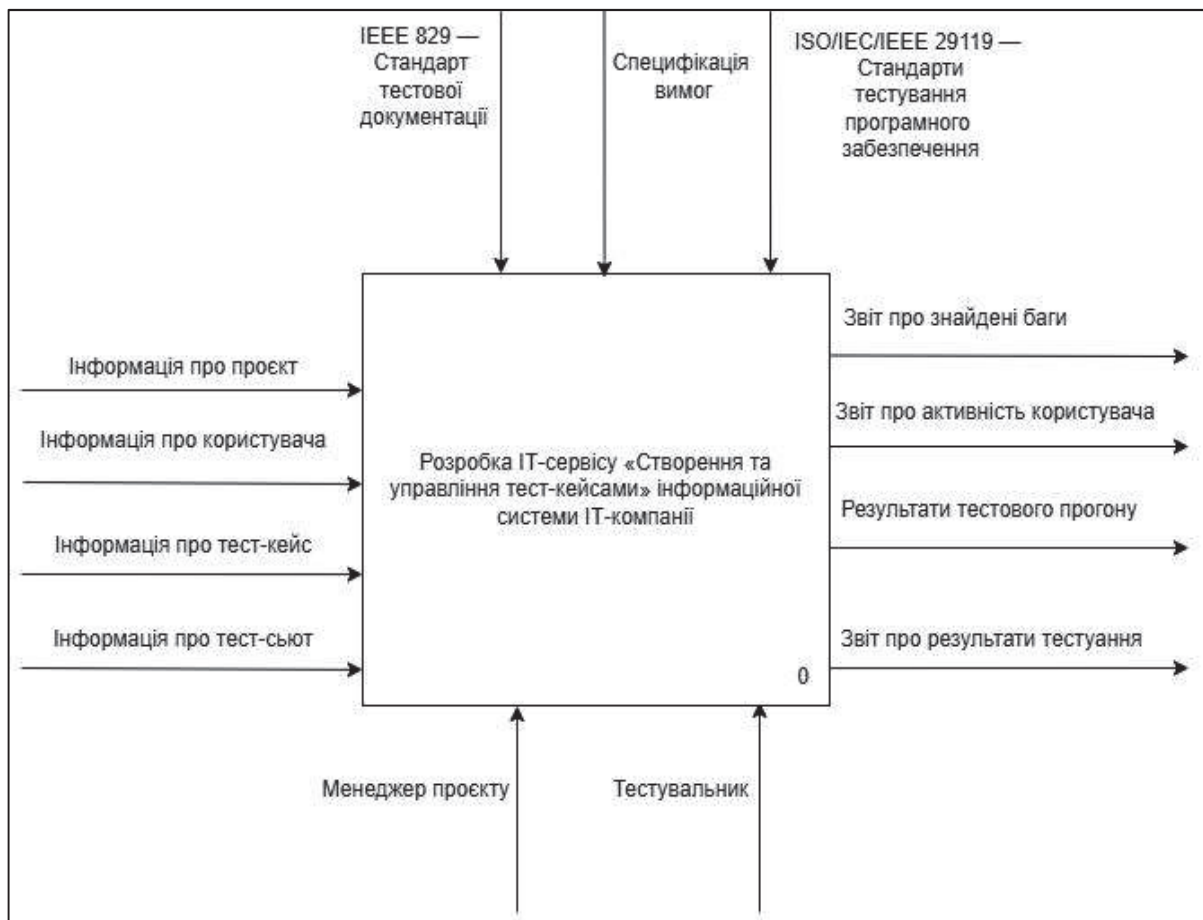 IEEE 829 —
Стандарт
тестової
документації
Специфікація
вимог
ISO/IEC/IEEE 29119 —
Стандарти
тестування
програмного
забезпечення
Інформація про проєкт
Інформація про користувача
Інформація про тест-кейс
Інформація про тест-сьют
Розробка ІТ-сервісу «Створення та
управління тест-кейсами» інформаційної
системи ІТ-компанії
0
Звіт про знайдені баги
Звіт про активність користувача
Результати тестового прогону
Звіт про результати тестуання
Менеджер проєкту
Тестувальник